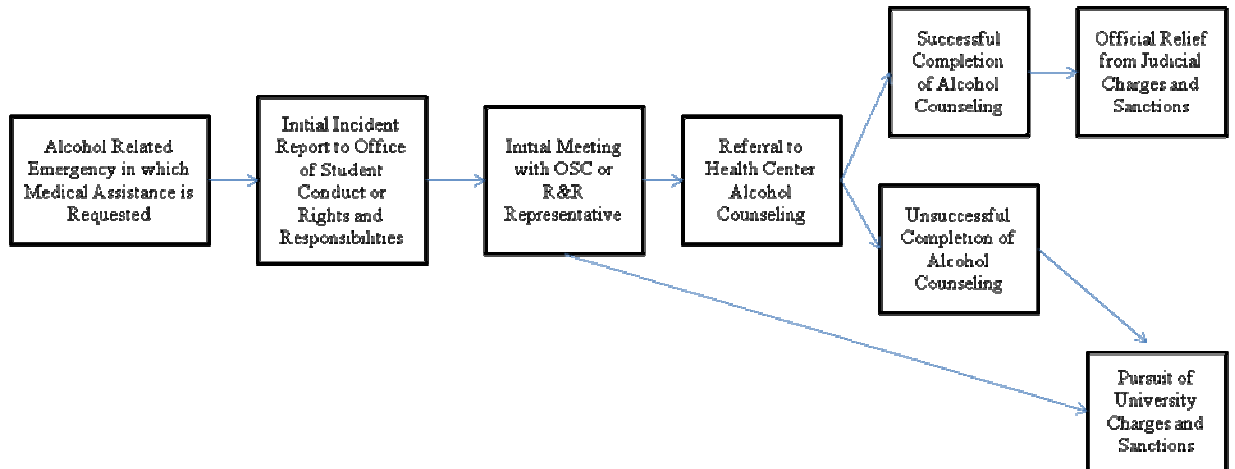 Alcohol Related
Emergency in which
Medical Assistance is
Requested
Initial Incident
Report to Office
of Student
Conduct or
Rights and
Responsibilities
Initial Meeting
with OSC or
R&R
Representative
Referral to
Health Center
Alcohol
Counseling
Successful
Completion
of Alcohol
Counseling
Official Relief
from Judicial
Charges and
Sanctions
Unsuccessful
Completion of
Alcohol
Counseling
Pursuit of
University
Charges and
Sanctions